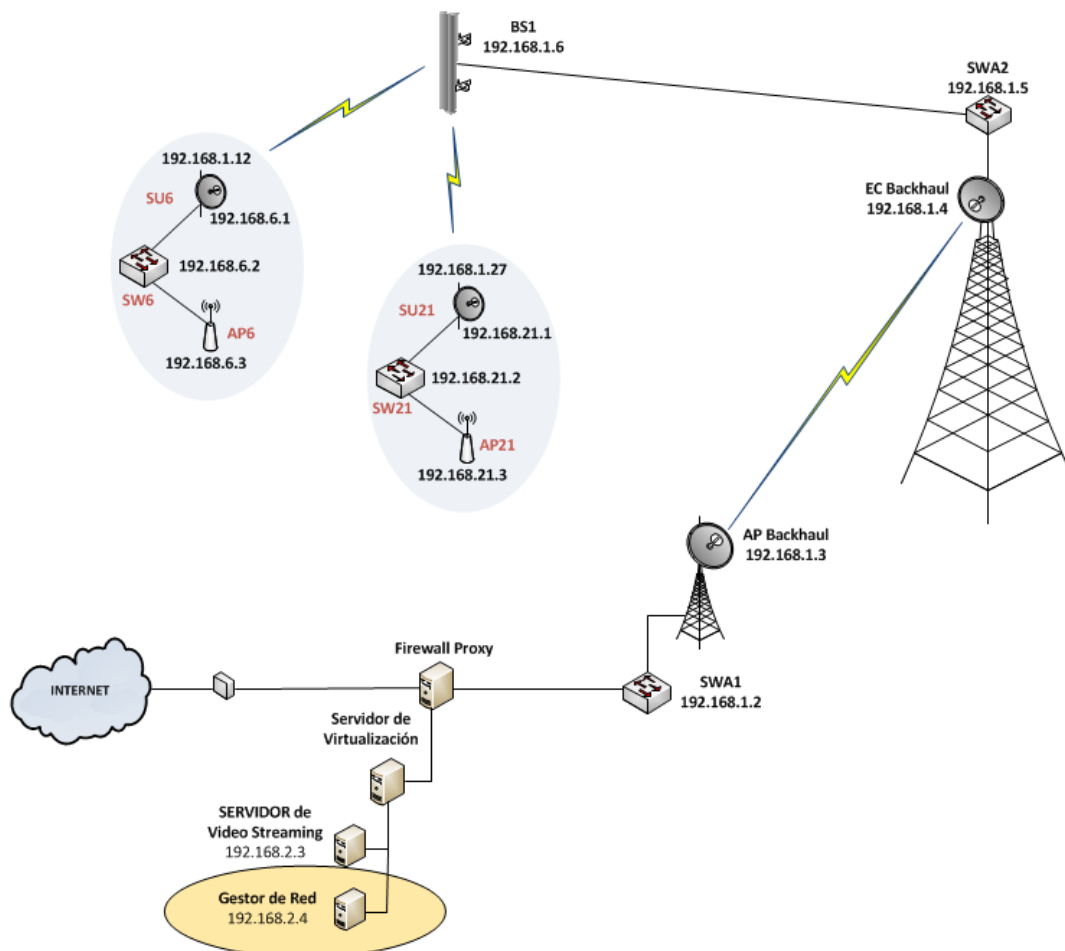 BS1
192.168.1.6
SWA2
192.168.1.5
192.168.1.12
SU6
192.168.6.1
EC Backhaul
192.168.1.4
192.168.6.2
SW6
192.168.1.27
SU21
AP6
192.168.21.1
192.168.6.3
192.168.21.2
SW21
AP21
192.168.21.3
AP Backhaul
192.168.1.3
Firewall Proxy
INTERNET
SWA1
192.168.1.2
Servidor de
Virtualización
SERVIDOR de
Video Streaming
192.168.2.3
Gestor de Red
192.168.2.4